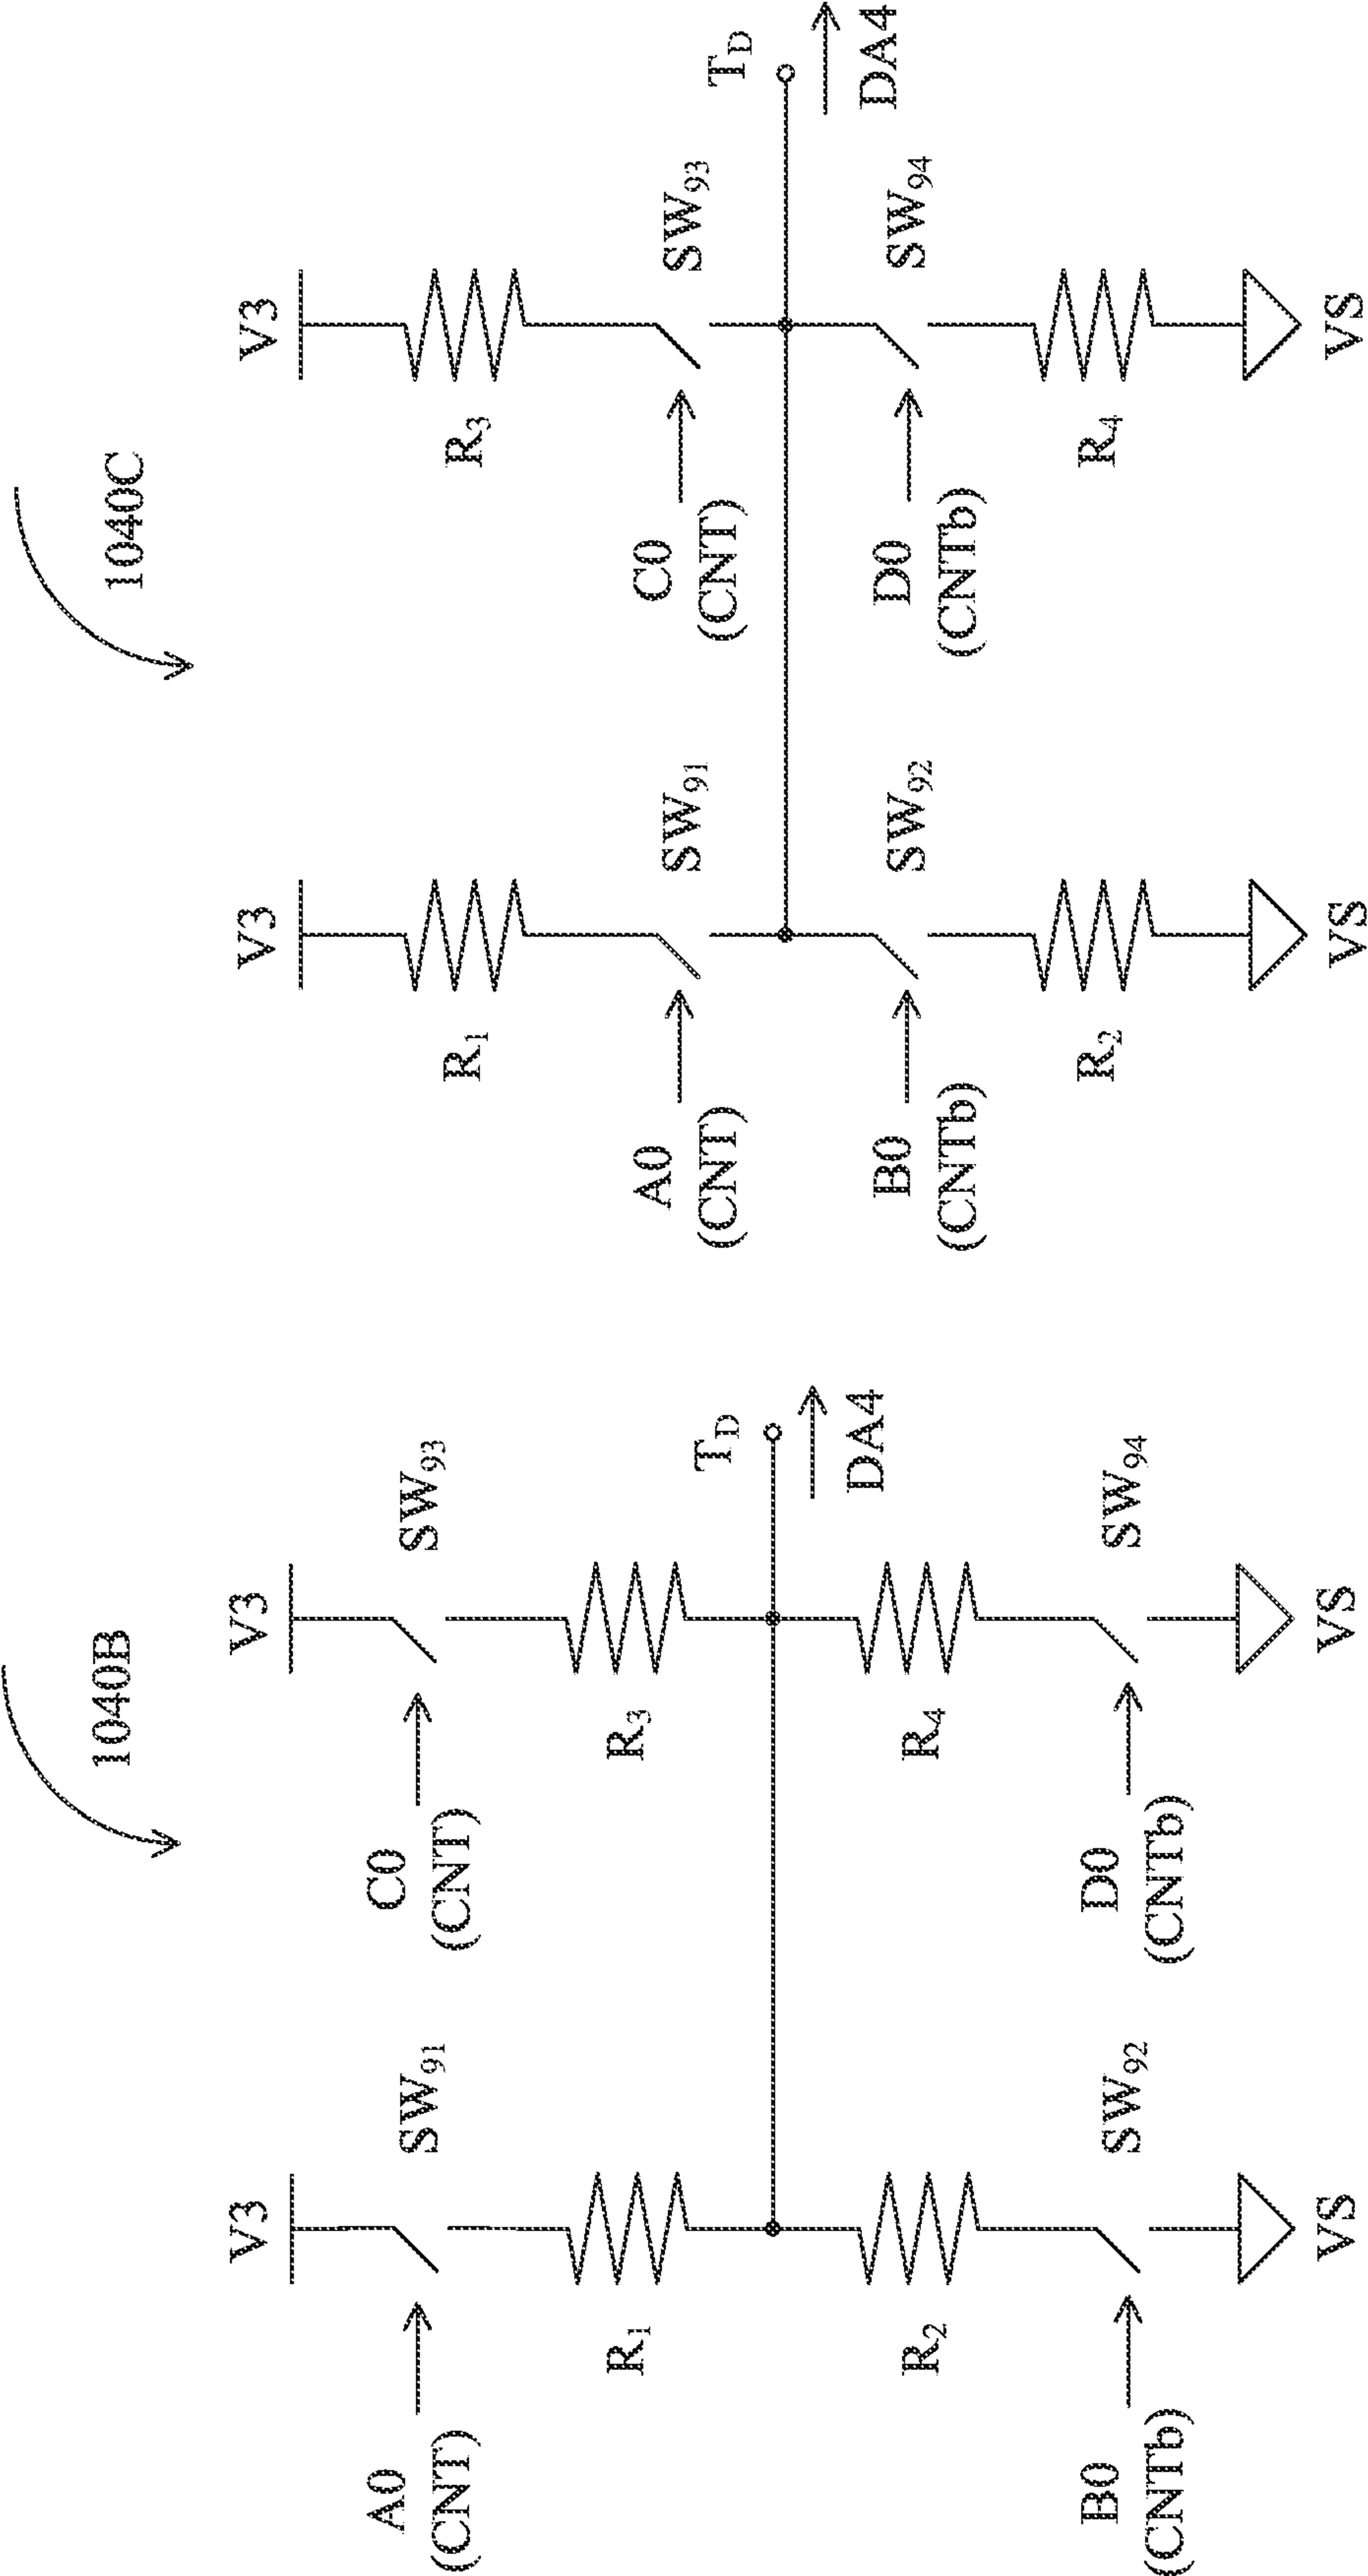 1040B
V3
V3
A0
(CNT)
SW91
C0
(CNT)
SW93
R1
R3
TD
DA4
R2
R4
B0
(CNTb)
SW92
D0
(CNTb)
SW94
VS
VS
1040C
V3
V3
R1
R3
A0
(CNT)
SW91
C0
(CNT)
SW93
TD
DA4
B0
(CNTb)
SW92
D0
(CNTb)
SW94
R2
R4
VS
VS